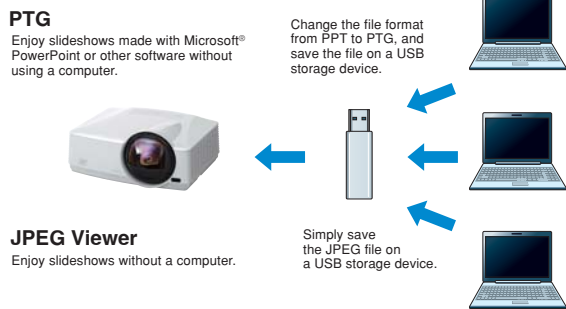 PTG
Enjoy slideshows made with Microsoft®
PowerPoint or other software without
using a computer.
Change the file format
from PPT to PTG, and
save the file on a USB
storage device.
JPEG Viewer
Enjoy slideshows without a computer.
Simply save
the JPEG file on
a USB storage device.